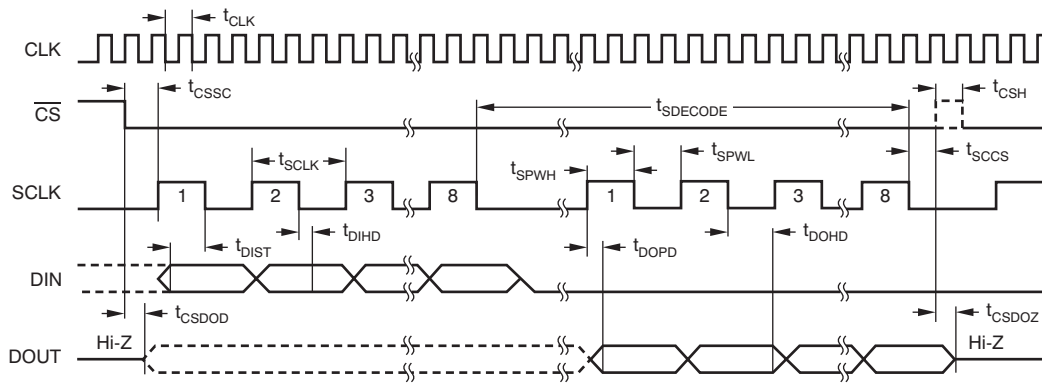 tCLK
CLK
tCSSC
tCSH
CS
tSDECODE
tSCLK
tSPWH
tSPWL
tSCCS
SCLK
1 2 3 8 1 2 3 8
tDIST
tDIHD
tDOPD
tDOHD
DIN
tCSDOD
tCSDOZ
Hi-Z
Hi-Z
DOUT